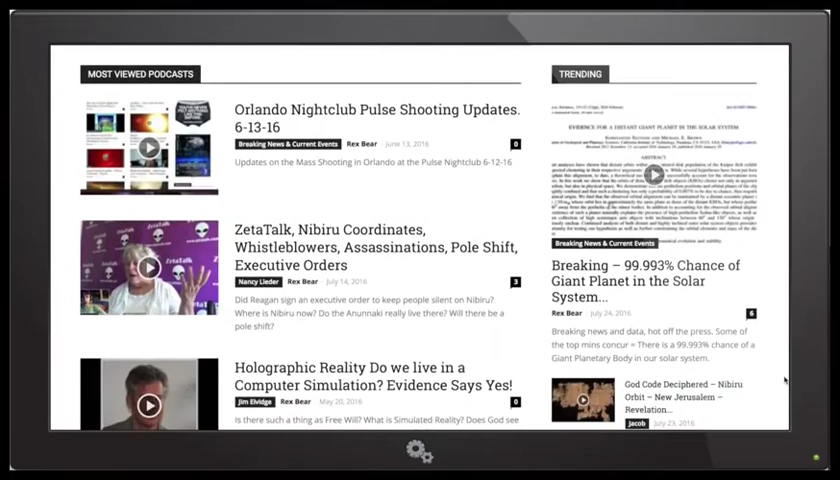 MOST VIEWED PODCASTS
Orlando Nightclub Pulse Shooting Updates.
6-13-16
Breaking News & Current Events Rex Bear - June 13, 2016 0
Updates on the Mass Shooting in Orlando at the Pulse Nightclub 6-12-16
ZetaTalk
ZetaTalk, Nibiru Coordinates,
Whistleblowers, Assassinations, Pole Shift,
Executive Orders
Nancy Lieder Rex Bear - July 14, 2016 3
Did Reagan sign an executive order to keep people silent on Nibiru?
Where is Nibiru now? Do the Anunnaki really live there? Will there be a
pole shift?
Holographic Reality Do we live in a
Computer Simulation? Evidence Says Yes!
Jim Elvidge Rex Bear - May 20, 2016 0
Is there such a thing as Free Will? What is Simulated Reality? Does God see
TRENDING
EVIDENCE FOR A DISTANT GIANT PLANET IN THE SOLAR SYSTEM
ABSTRACT
Breaking News & Current Events
Breaking – 99.993% Chance of
Giant Planet in the Solar
System...
Rex Bear - July 24, 2016 6
Breaking news and data, hot off the press. Some of
the top mins concur = There is a 99.993% chance of a
Giant Planetary Body in our solar system.
God Code Deciphered – Nibiru
Orbit – New Jerusalem –
Revelation...
Jacob July 23, 2016